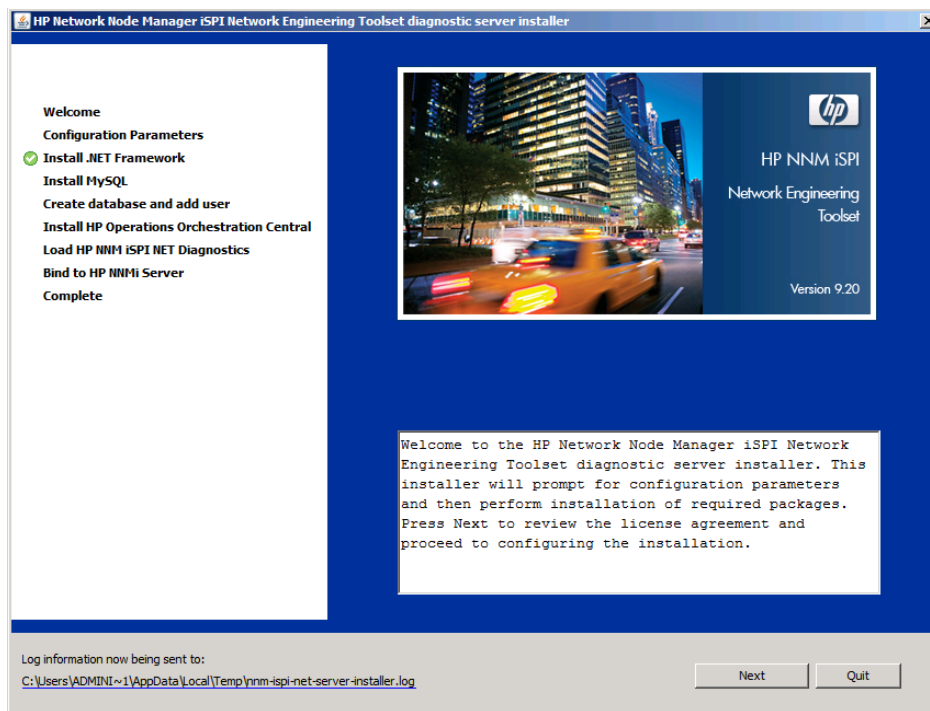 HP Network Node Manager iSPI Network Engineering Toolset diagnostic server installer
Welcome
Configuration Parameters
Install .NET Framework
Install MySQL
Create database and add user
Install HP Operations Orchestration Central
Load HP NNM iSPI NET Diagnostics
Bind to HP NNMi Server
Complete
hp
HP NNM iSPI
Network Engineering
Toolset
Version 9.20
Welcome to the HP Network Node Manager iSPI Network
Engineering Toolset diagnostic server installer. This
installer will prompt for configuration parameters
and then perform installation of required packages.
Press Next to review the license agreement and
proceed to configuring the installation.
Log information now being sent to:
C:\Users\ADMINI~1\AppData\Local\Temp\nnm-ispi-net-server-installer.log
Next
Quit